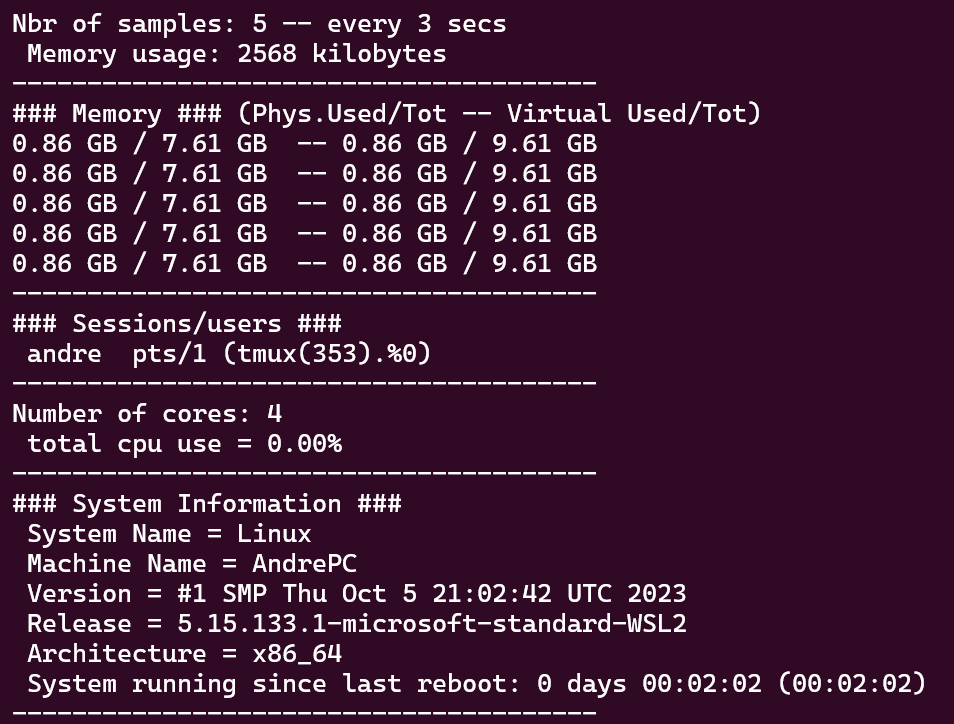 Nbr of samples: 5 -- every 3 secs
 Memory usage: 2568 kilobytes
---------------------------------------
### Memory ### (Phys.Used/Tot -- Virtual Used/Tot)
0.86 GB / 7.61 GB  -- 0.86 GB / 9.61 GB
0.86 GB / 7.61 GB  -- 0.86 GB / 9.61 GB
0.86 GB / 7.61 GB  -- 0.86 GB / 9.61 GB
0.86 GB / 7.61 GB  -- 0.86 GB / 9.61 GB
0.86 GB / 7.61 GB  -- 0.86 GB / 9.61 GB
---------------------------------------
### Sessions/users ###
 andre  pts/1 (tmux(353).%0)
---------------------------------------
Number of cores: 4
 total cpu use = 0.00%
---------------------------------------
### System Information ###
 System Name = Linux
 Machine Name = AndrePC
 Version = #1 SMP Thu Oct 5 21:02:42 UTC 2023
 Release = 5.15.133.1-microsoft-standard-WSL2
 Architecture = x86_64
 System running since last reboot: 0 days 00:02:02 (00:02:02)
---------------------------------------